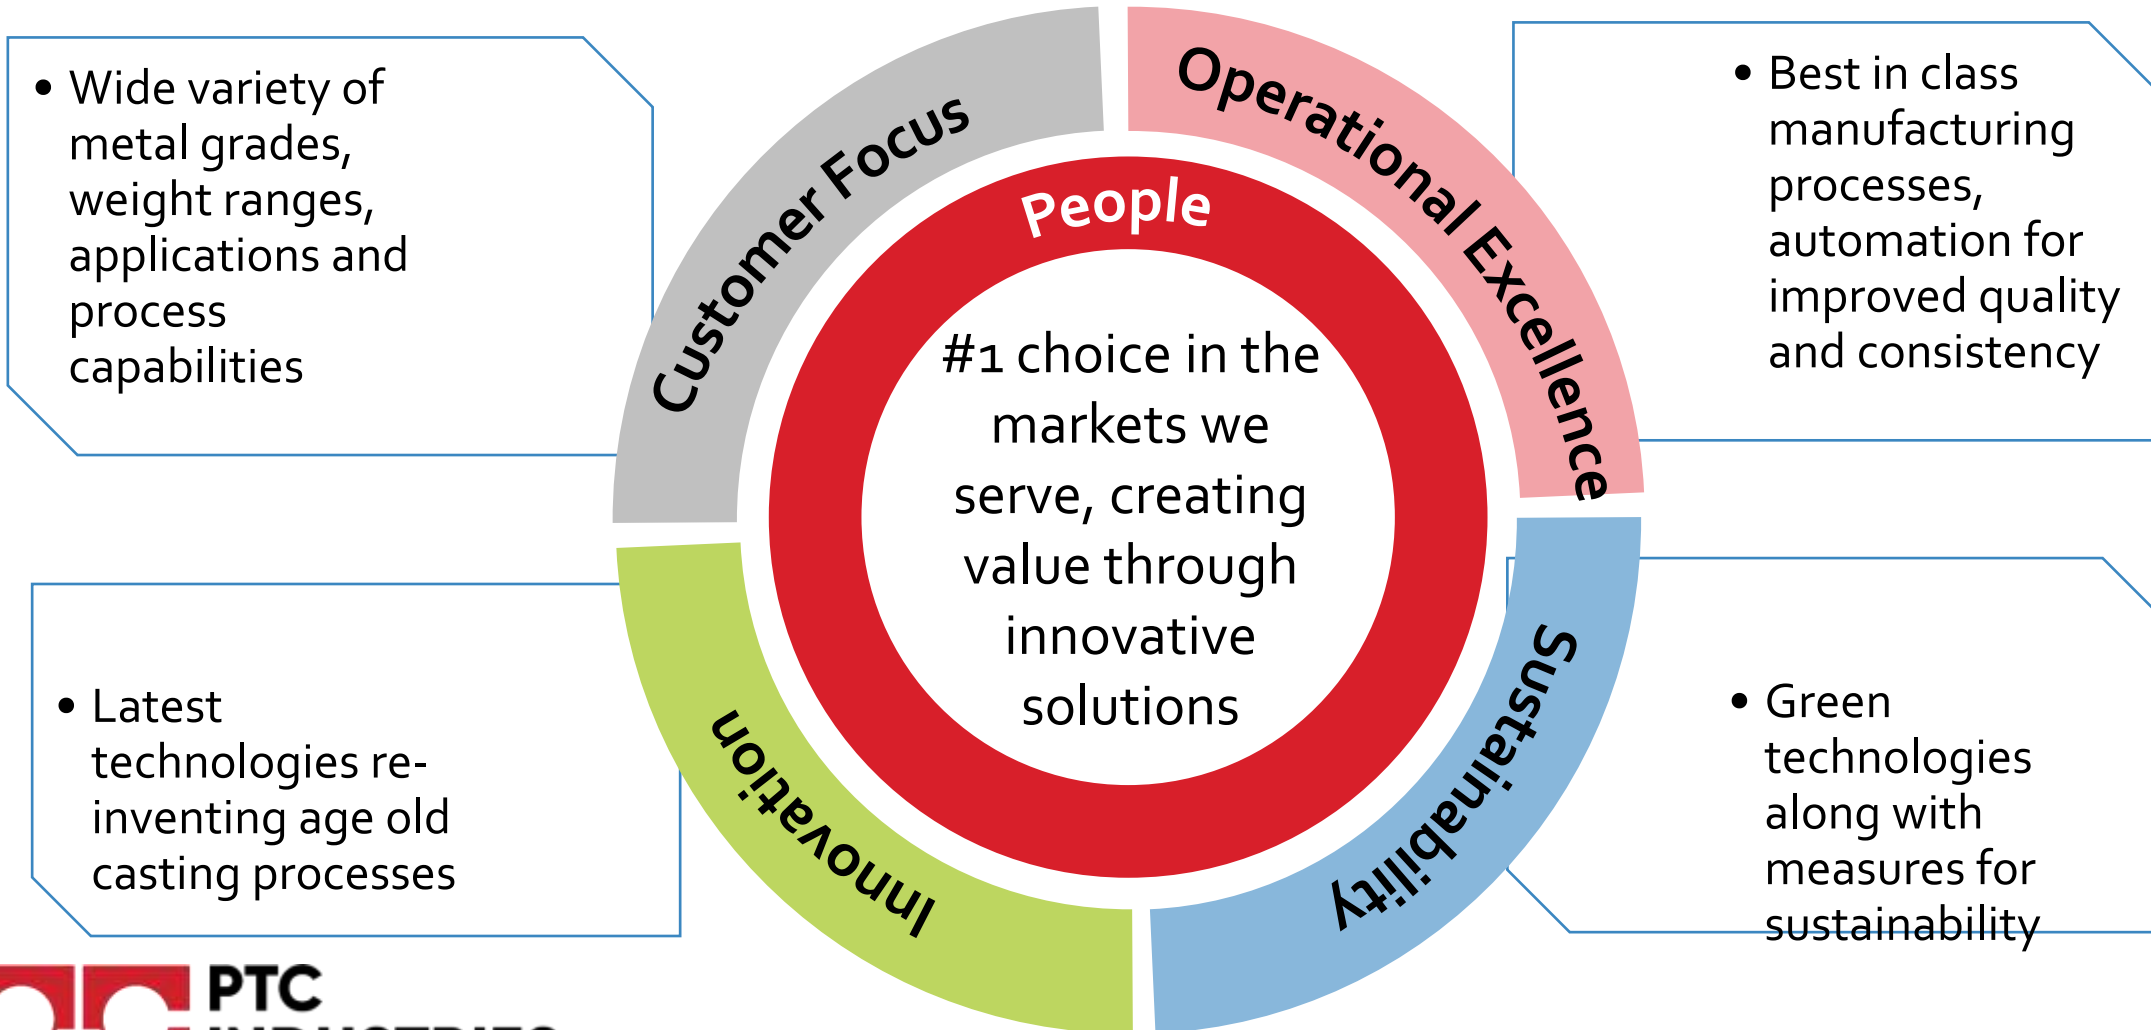 • Wide variety of
metal grades,
weight ranges,
applications and
process
capabilities
Customer Focus
Operational Excellence
• Best in class
manufacturing
processes,
automation for
improved quality
and consistency
People
#1 choice in the
markets we
serve, creating
value through
innovative
solutions
• Latest
technologies re-
inventing age old
casting processes
Innovation
Sustainability
• Green
technologies
along with
measures for
sustainability
PTC
INDUSTRIES